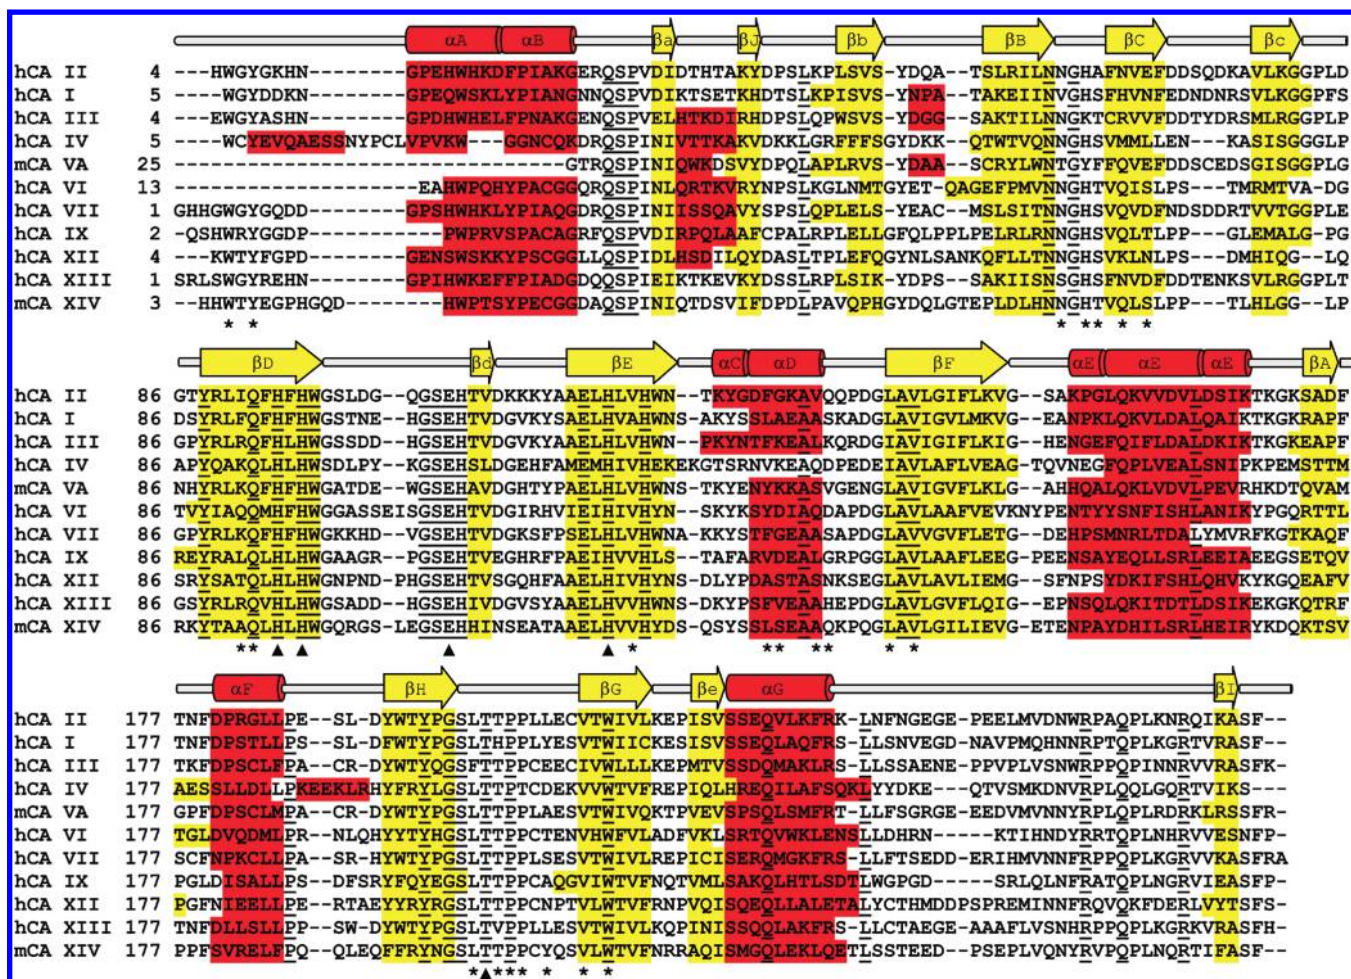 αA αB βa βJ βb βB βC βc
hCA II 4 ---HWGYGKHN--------GPEHWHKDFPIAKGERQSPVDIDTHTAKYDPSLKPLSVS-YDQA--TSLRILNNGHAFNVEFDDSQDKAVLKGGPLD
hCA I 5 ----WGYDDKN--------GPEQWSKLYPIANGNNQSPVDIKTSETKHDTSLKPISVS-YNPA--TAKEIINVGHSFHVNFEDNDNRSVLKGGPFS
hCA III 4 ---EWGYASHN--------GPDHWHELFPNAKGENQSPVELHTKDIRHDPSLQPWSVS-YDGG--SAKTILNNGKTCRVVFDDTYDRSMLRGGPLP
hCA IV 5 ----WCYEVQAESSNYPCLVPVKW---GGNCQKDRQSPINIVTTKAKVDKKLGRFFFSGYDKK--QTWTVQNNGHSVMMLLEN---KASISGGGLP
mCA VA 25 --------------------------------GTRQSPINIQWKDSVYDPQLAPLRVS-YDAA--SCRYLWNTGYFFQVEFDDSCEDSGISGGPLG
hCA VI 13 --------------------EAHWPQHYPACGGQRQSPINLQRTKVRYNPSLKGLNMTGYET-QAGEFPMVNNGHTVQISLPS---TMRMTVA-DG
hCA VII 1 GHHGWGYGQDD--------GPSHWHKLYPIAQGDRQSPINIISSQAVYSPSLQPLELS-YEAC--MSLSITNNGHSVQVDFNDSDDRTVVTGGPLE
hCA IX 2 -QSHWRYGGDP-----------PWPRVSPACAGRFQSPVDIRPQLAAFCPALRPLELLGFQLPPLPELRLRNNGHSVQLTLPP---GLEMALG-PG
hCA XII 4 ---KWTYFGPD--------GENSWSKKYPSCGGLLQSPIDLHSDILQYDASLTPLEFQGYNLSANKQFLLTNNGHSVKLNLPS---DMHIQG--LQ
hCA XIII 1 SRLSWGYREHN--------GPIHWKEFFPIADGDQQSPIEIKTKEVKYDSSLRPLSIK-YDPS--SAKIISNSGHSFNVDFDDTENKSVLRGGPLT
mCA XIV 3 --HHWTYEGPHGQD--------HWPTSYPECGGDAQSPINIQTDSVIFDPDLPAVQPHGYDQLGTEPLDLHNNGHTVQLSLPP---TLHLGG--LP
* * * ** * *
βD βd βE αC αD βF αE αE αE βA
hCA II 86 GTYRLIQFHFHWGSLDG--QGSEHTVDKKKYAAELHLVHWN--TKYGDFGKAVQQPDGLAVLGIFLKVG--SAKPGLQKVVDVLDSIKTKGKSADF
hCA I 86 DSYRLFQFHFHWGSTNE--HGSEHTVDGVKYSAELHVAHWN--SAKYSSLAEAASKADGLAVIGVLMKVG--EANPKLQKVLDALQAIKTKGKRAPF
hCA III 86 GPYRLRQFHLHWGSSDD--HGSEHTVDGVKYAAELHLVHWN--PKYNTFKEALKQRDGIAVIGIFLKIG--HENGEFQIFLDALDKIKTKGKEAPF
hCA IV 86 APYQAKQLHLHWSDLPY--KGSEHSLDGEHFAMEMHIVHEKEKGTSRNVKEAQDPEDEIAVLAFLVEAG--TQVNEGFQPLVEALSNIPKPEMSTTM
mCA VA 86 NHYRLKQFHFHWGATDE--WGSEHAVDGHTYPAELHLVHWN--STKYENYKKASVGENGLAVIGVFLKLG--AHHQALQKLVDVLPEVRHKDTQVAM
hCA VI 86 TVYIAQQMHFHWGGASSEISGSEHTVDGIRHVIEIHIVHYN--SKYKSYDIAQDAPDGLAVLAAFVEVKNYPENTYYSNFISHLANIKYPGQRTTL
hCA VII 86 GPYRLKQFHFHWGKKHD--VGSEHTVDGKSFPSELHLVHWNA-KKYSTFGEAASAPDGLAVVGVFLETG--DEHPSMNRLTDALYMVRFKGTKAQF
hCA IX 86 REYRALQLHLHWGAAGR--PGSEHTVEGHRFPAEIHVVHLS--TAFARVDEALGRPGGLAVLAAFLEEG--PEENSAYEQLLSRLEEIAEEGSETQV
hCA XII 86 SRYSATQLHLHWGNPND-PHGSEHTVSGQHFAAELHIVHYNS-DLYPDASTASNKSEGLAVLAVLIEMG--SFNPSYDKIFSHLQHVKYKGQEAFV
hCA XIII 86 GSYRLRQVHLHWGSADD--HGSEHIVDGVSYAAELHVVHWNS-DKYPSFVEAAHEPDGLAVLGVFLQIG--EPNSQLQKITDTLDSIKEKGKQTRF
mCA XIV 86 RKYTAAQLHLHWGQRGS-LEGSEHHINSEATAAELHVVHYDS-QSYSSLSEAAQKPQGLAVLGILIEVG-ETENPAYDHILSRLHEIRYKDQKTSV
** ▲ ▲ ▲ ▲ * ** ** * *
αF βH βG βe αG βI
hCA II 177 TNFDPRGLLPE--SL-DYWTYPGSLTTPPLLECVTWIVLKEPISVSSEQVLKFRK-LNFNGEGE-PEELMVDNWRPAQPLKNRQIKASF--
hCA I 177 TNFDPSTLLPS--SL-DFWTYPGSLTHPPLYESVTWIICKESISVSSEQLAQFRS-LLSNVEGD-NAVPMQHNNRPTQPLKGRTVRASF--
hCA III 177 TKFDPSCLFPA--CR-DYWTYQGSFTTPPCEECIVWLLLKEPMTVSSDQMAKLRS-LLSSAENE-PPVPLVSNWRPPQPINNRVVRASFK-
hCA IV 177 AESSLLDLLPKEEKLRHYFRYLGSLTTPTCDEKVVWTVFREPIQLHREQILAFSQKLYYDKE--QTVSMKDNVRPLQQLGQRTVIKS--
mCA VA 177 GPFDPSCLMPA--CR-DYWTYPGSLTTPPLAESVTWIVQKTPVEVSPSQLSMFRT-LLFSGRGE-EEDVMVNNYRPLQPLRDRKLRSSFR-
hCA VI 177 TGLDVQDMLPR--NLQHYYTYHGSLTTPPCTENVHWFVLADFVKLSRTQVWKLENSLLDHRN-----KTIHNDYRRTQPLNHRVVESNFP-
hCA VII 177 SCFNPKCLLPA--SR-HYWTYPGSLTTPPLSESVTWIVLREPICISERQMGKFRS-LLFTSEDD-ERIHMVNNFRPPQPLKGRVVKASFRA
hCA IX 177 PGLDISALLPS--DFSRYFQYEGSLTTPPCAQGVIWTVFNQTVMLSAKQLHTLSDTLWGPGD----SRLQLNFRATQPLNGRVIEASFP-
hCA XII 177 PGFNIEELLPE--RTAEYYRYRGSLTTPPCNPTVLWTVFRNPVQISQEQLLALETALYCTHMDDPSPREMINNFRQVQKFDERLVYTSFS-
hCA XIII 177 TNFDLLSLLPP--SW-DYWTYPGSLTVPPLLESVTWIVLKQPINISSQQLAKFRS-LLCTAEGE-AAAFLVSNHRPPQPLKGRKVRASFH-
mCA XIV 177 PPFSVRELFPQ--QLEQFFRYNGSLTTPPCYQSVLWTVFNRRAQISMGQLEKLQETLSSTEED--PSEPLVQNYRVPQPLNQRTIFASF--
*▲*** * * *